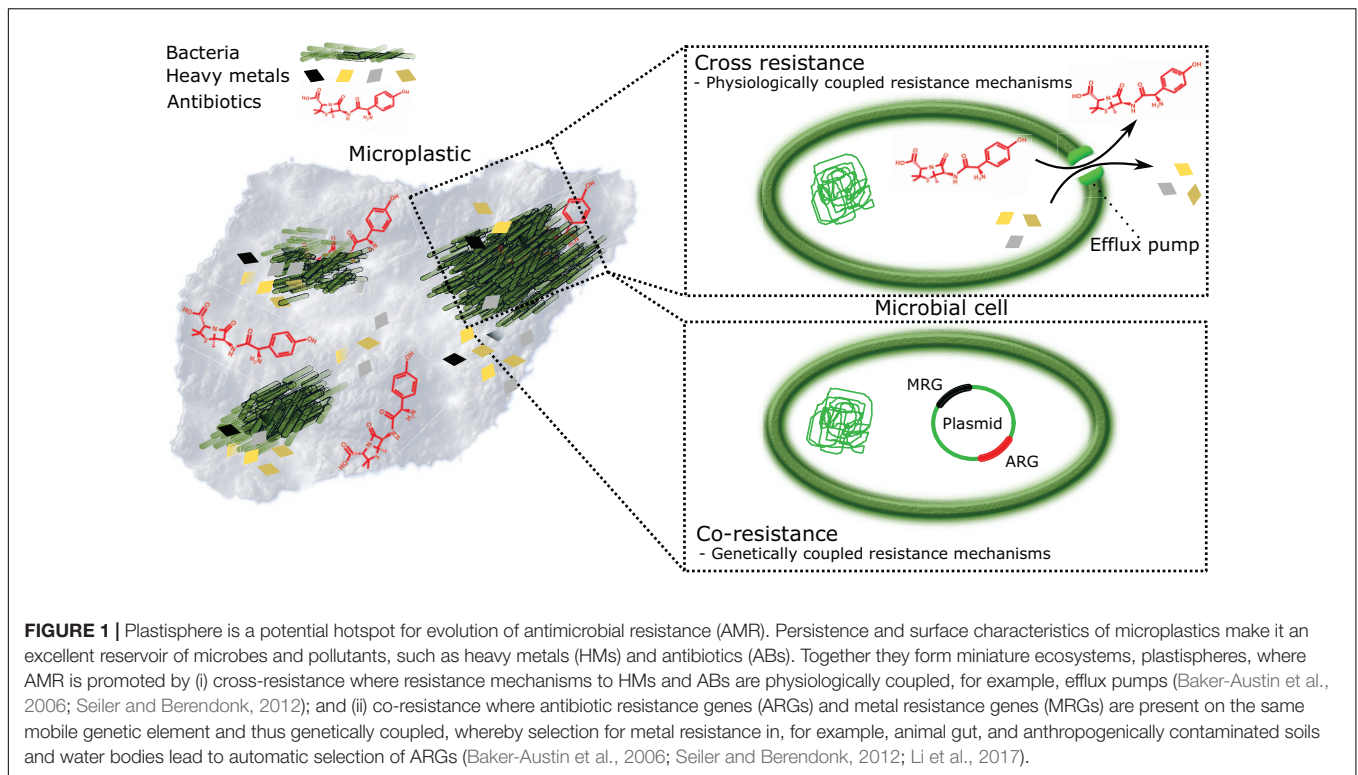 Bacteria
Heavy metals
Antibiotics
HO O N S O NH O H₂N OH
Microplastic
Cross resistance
- Physiologically coupled resistance mechanisms
Efflux pump
Microbial cell
MRG
Plasmid
ARG
Co-resistance
- Genetically coupled resistance mechanisms
FIGURE 1 | Plastisphere is a potential hotspot for evolution of antimicrobial resistance (AMR). Persistence and surface characteristics of microplastics make it an
excellent reservoir of microbes and pollutants, such as heavy metals (HMs) and antibiotics (ABs). Together they form miniature ecosystems, plastispheres, where
AMR is promoted by (i) cross-resistance where resistance mechanisms to HMs and ABs are physiologically coupled, for example, efflux pumps (Baker-Austin et al.,
2006; Seiler and Berendonk, 2012); and (ii) co-resistance where antibiotic resistance genes (ARGs) and metal resistance genes (MRGs) are present on the same
mobile genetic element and thus genetically coupled, whereby selection for metal resistance in, for example, animal gut, and anthropogenically contaminated soils
and water bodies lead to automatic selection of ARGs (Baker-Austin et al., 2006; Seiler and Berendonk, 2012; Li et al., 2017).